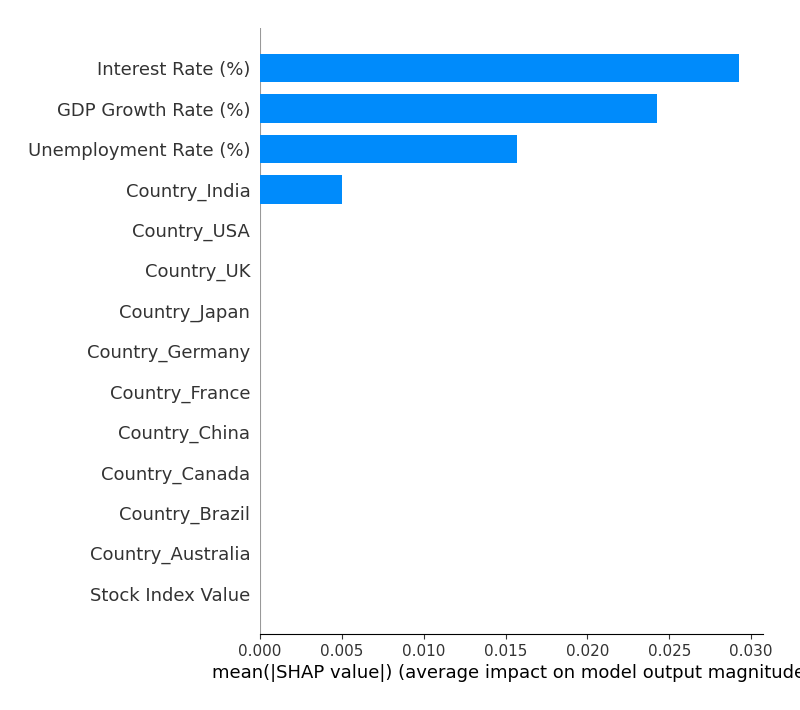 Interest Rate (%)
GDP Growth Rate (%)
Unemployment Rate (%)
Country_India
Country_USA
Country_UK
Country_Japan
Country_Germany
Country_France
Country_China
Country_Canada
Country_Brazil
Country_Australia
Stock Index Value
0.000 0.005 0.010 0.015 0.020 0.025 0.030
mean(|SHAP value|) (average impact on model output magnitude